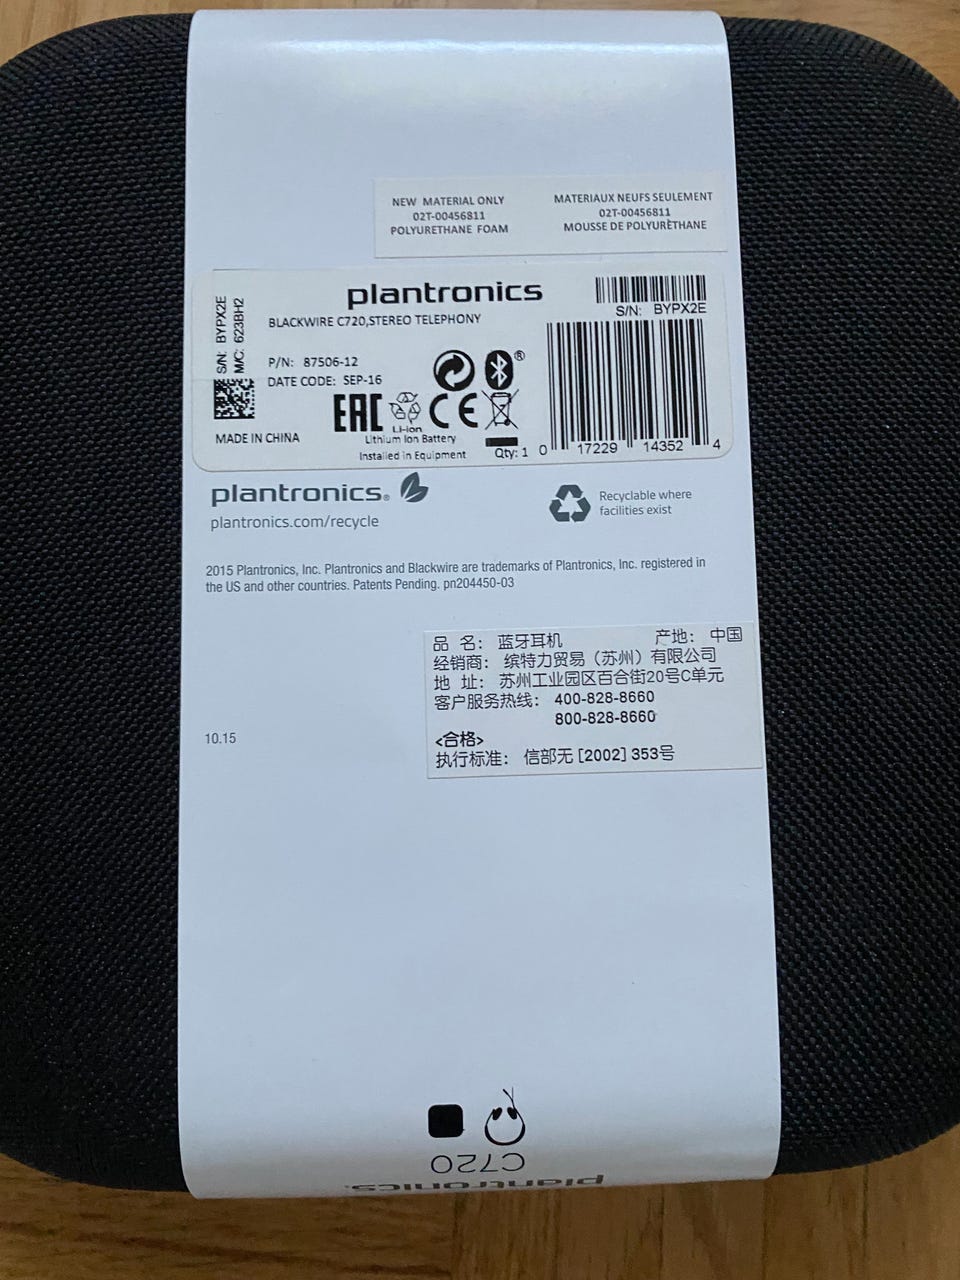 NEW MATERIAL ONLY
02T-00456811
POLYURETHANE FOAM
MATERIAUX NEUFS SEULEMENT
02T-00456811
MOUSSE DE POLYURÈTHANE
S/N: BYPX2E
M/C: 623BH2
plantronics
BLACKWIRE C720,STEREO TELEPHONY
S/N: BYPX2E
P/N: 87506-12
DATE CODE: SEP-16
®
EAC
CE
Li-ion
Lithium Ion Battery
Installed in Equipment
MADE IN CHINA
Qty: 1
0 17229 14352 4
plantronics®
plantronics.com/recycle
Recyclable where
facilities exist
2015 Plantronics, Inc. Plantronics and Blackwire are trademarks of Plantronics, Inc. registered in
the US and other countries. Patents Pending. pn204450-03
品 名: 蓝牙耳机 产地: 中国
经销商: 缤特力贸易（苏州）有限公司
地 址: 苏州工业园区百合街20号C单元
客户服务热线: 400-828-8660
800-828-8660
<合格>
执行标准: 信部无 [2002] 353号
10.15
C720
plantronics®